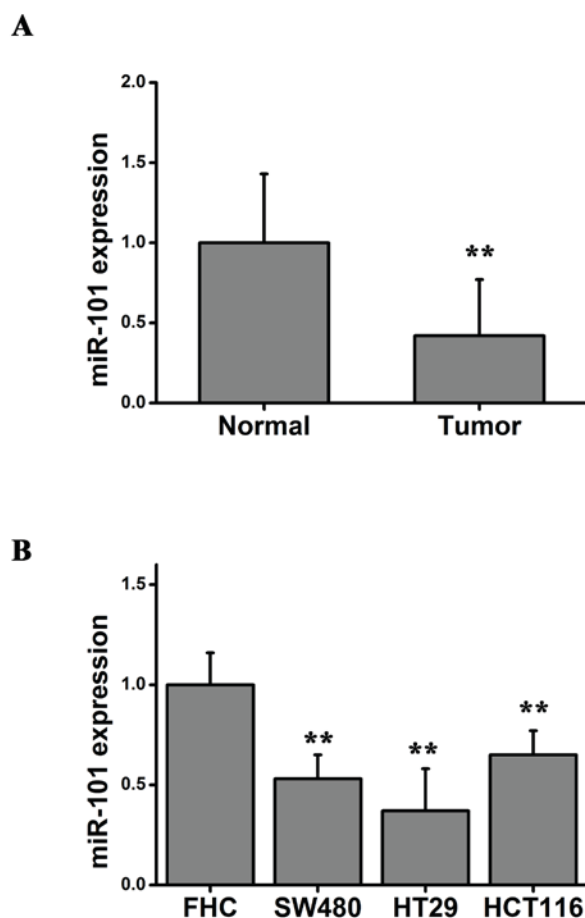 A
2.0
1.5
1.0
0.5
0.0
miR-101 expression
**
Normal Tumor
B
1.5
1.0
0.5
0.0
miR-101 expression
** ** **
FHC SW480 HT29 HCT116